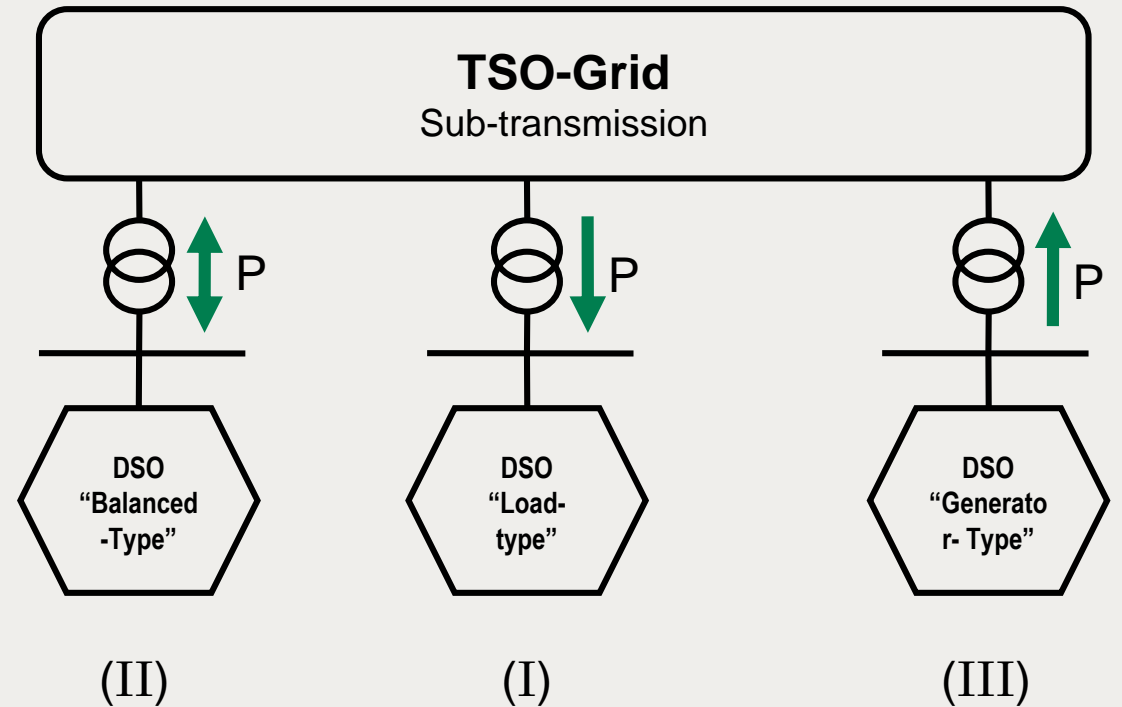 TSO-Grid
Sub-transmission
P
P
P
DSO
“Balanced
-Type”
DSO
“Load-
type”
DSO
“Generato
r- Type”
(II)
(I)
(III)